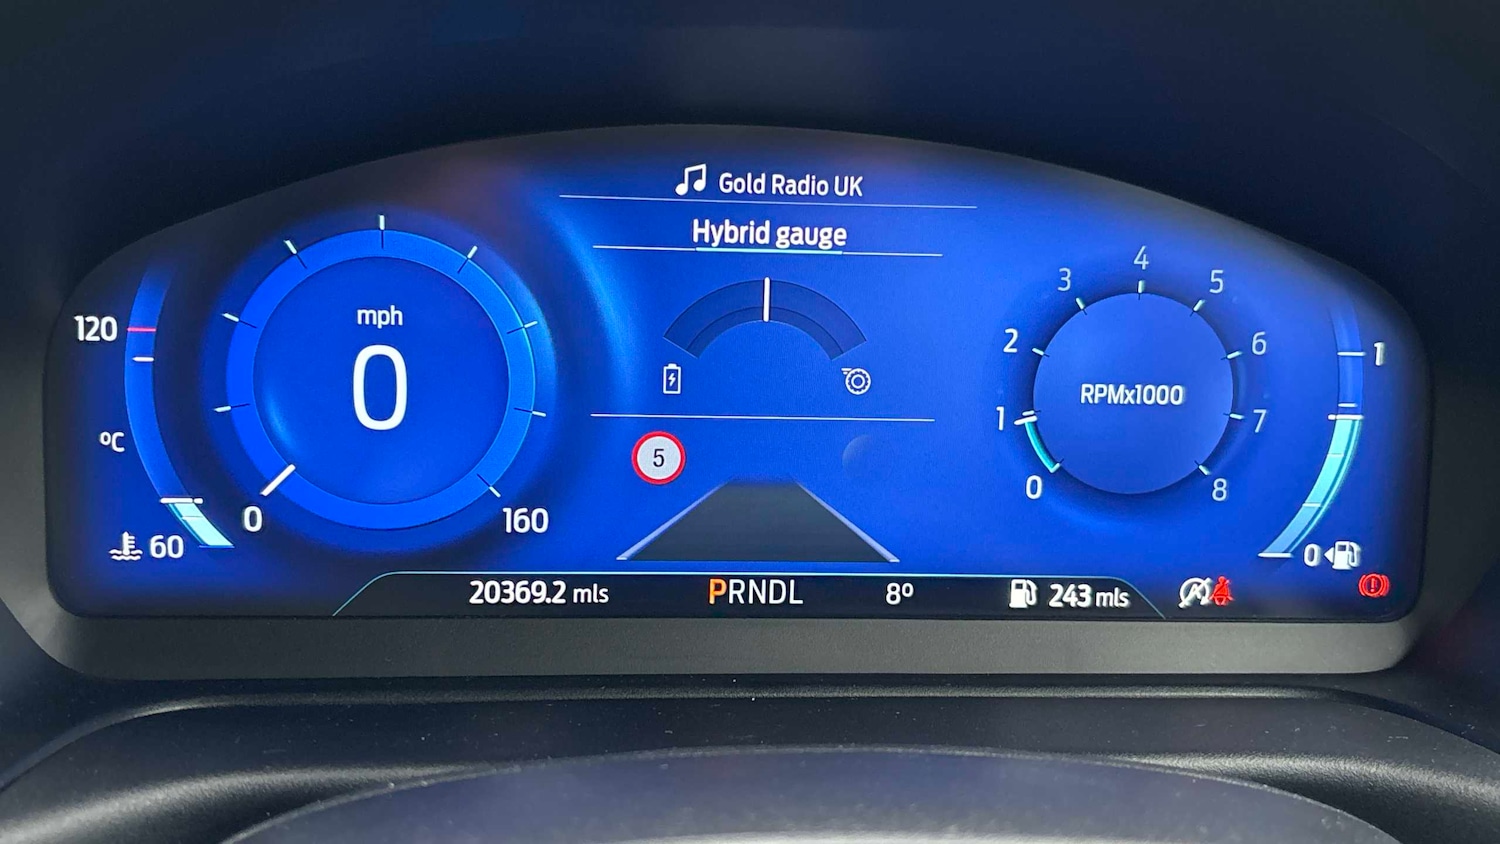 Gold Radio UK
Hybrid gauge
120
°C
60
mph
0
0
160
5
0
1
2
3
4
5
6
7
8
RPMx1000
1
0
20369.2 mls
PRNDL
8°
243 mls